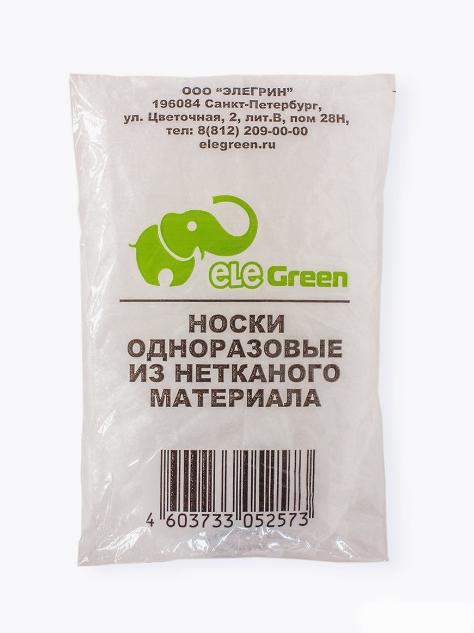 ООО “ЭЛЕГРИН”
196084 Санкт-Петербург,
ул. Цветочная, 2, лит.В, пом 28Н,
тел: 8(812) 209-00-00
elegreen.ru
eLe Green
НОСКИ
ОДНОРАЗОВЫЕ
ИЗ НЕТКАНОГО
МАТЕРИАЛА
4 603733 052573